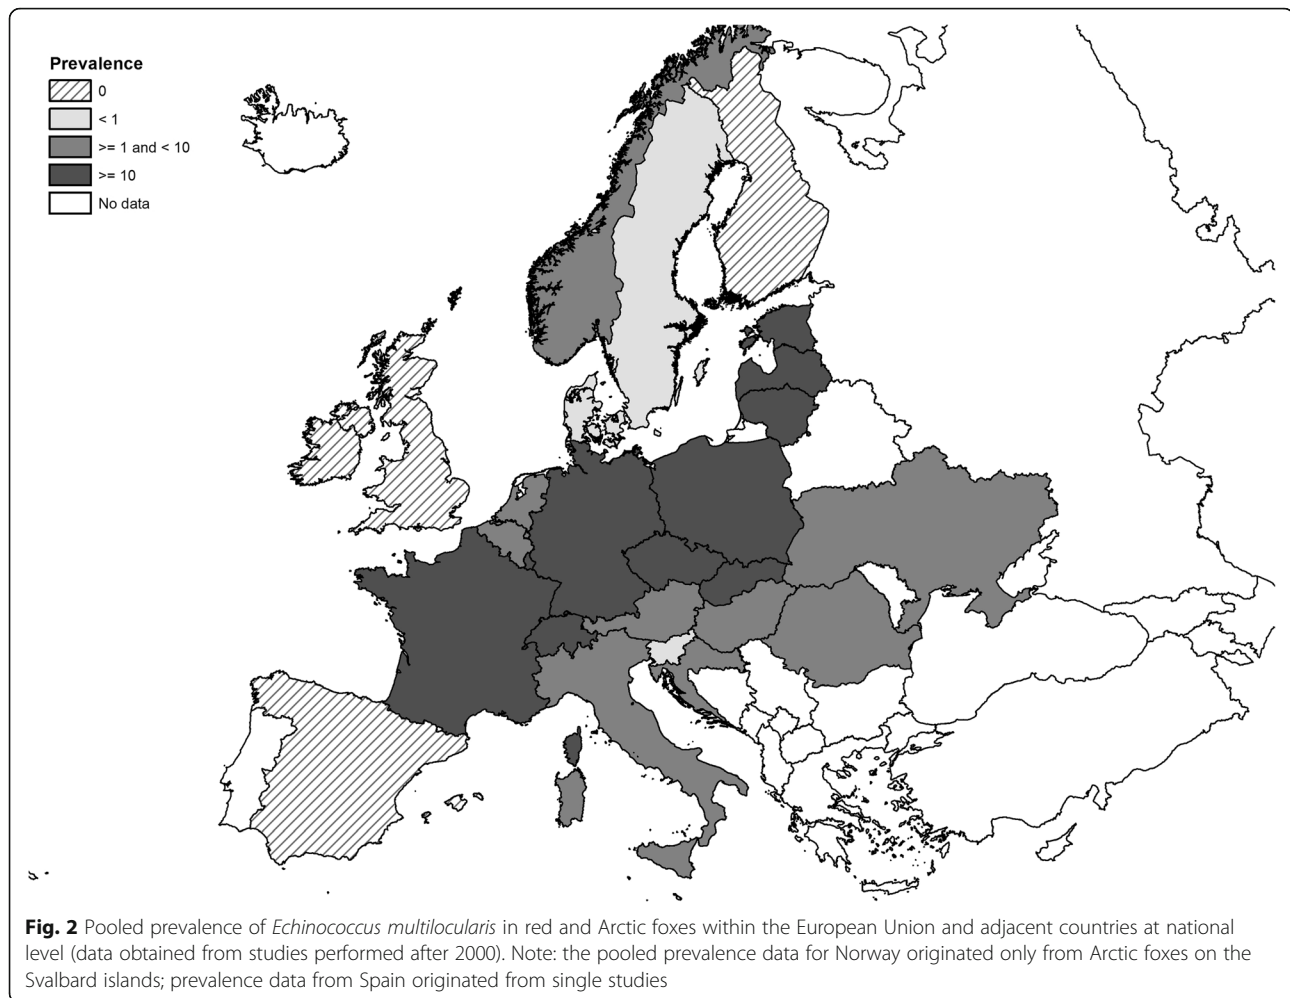 Prevalence
0
< 1
>= 1 and < 10
>= 10
No data
Fig. 2 Pooled prevalence of Echinococcus multilocularis in red and Arctic foxes within the European Union and adjacent countries at national
level (data obtained from studies performed after 2000). Note: the pooled prevalence data for Norway originated only from Arctic foxes on the
Svalbard islands; prevalence data from Spain originated from single studies